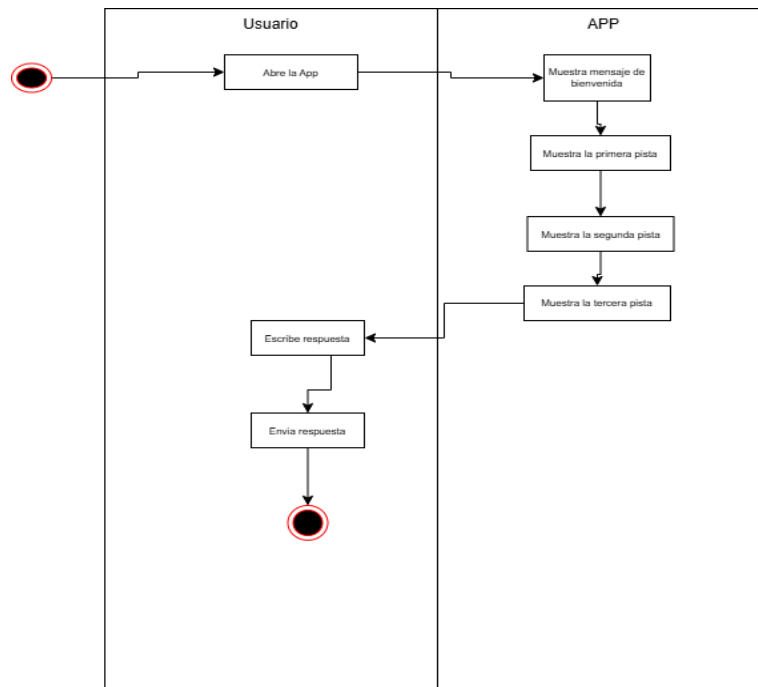 Usuario
APP
Abre la App
Muestra mensaje de
bienvenida
Muestra la primera pista
Muestra la segunda pista
Muestra la tercera pista
Escribe respuesta
Envia respuesta